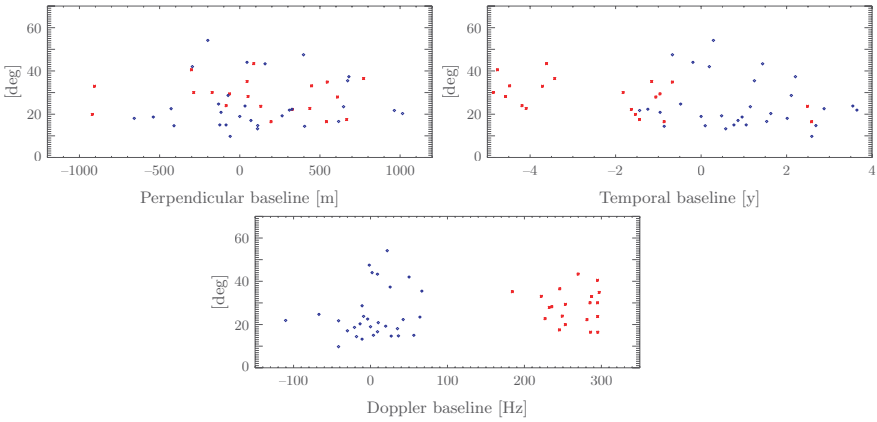 60
40
20
0
[deg]
−1000 −500 0 500 1000
Perpendicular baseline [m]
60
40
20
0
[deg]
−4 −2 0 2 4
Temporal baseline [y]
60
40
20
0
[deg]
−100 0 100 200 300
Doppler baseline [Hz]